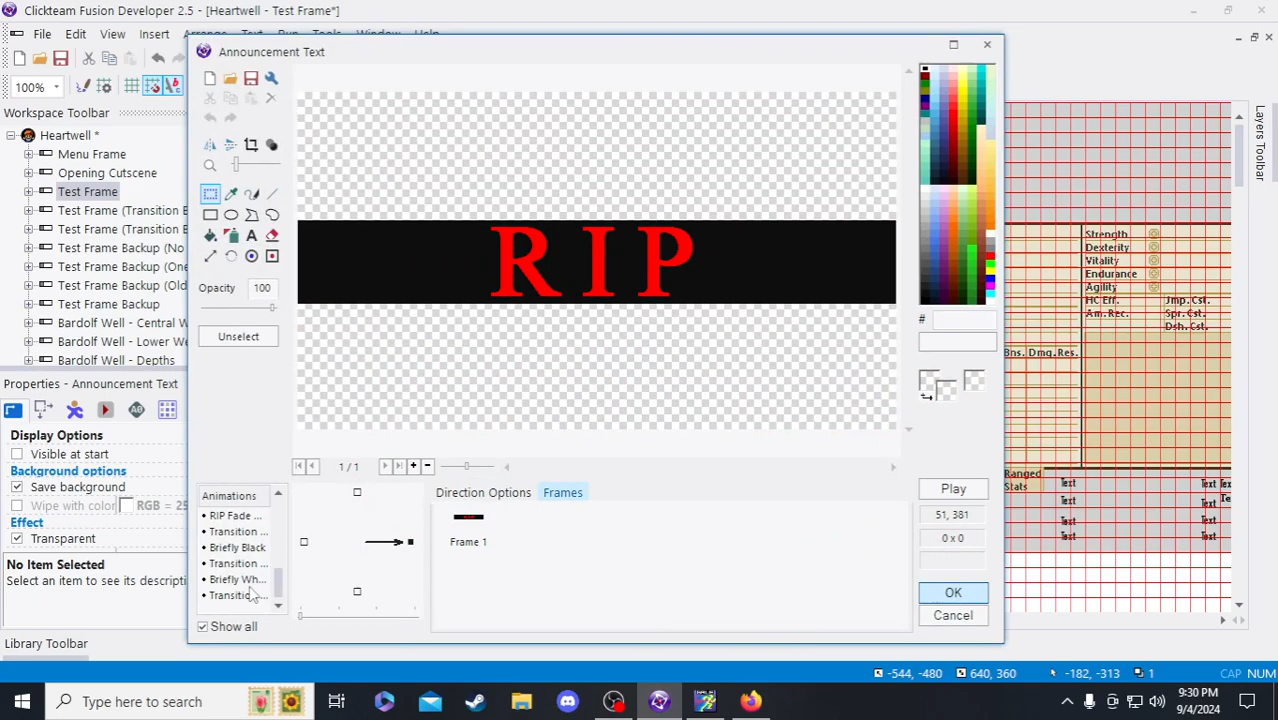 Clickteam Fusion Developer 2.5 - [Heartwell - Test Frame*]
File Edit View Insert Arrange Text Run Tools Window Help
Announcement Text
100%
Workspace Toolbar
Heartwell *
Menu Frame
Opening Cutscene
Test Frame
Test Frame (Transition B
Test Frame (Transition B
Test Frame Backup (No
Test Frame Backup (One
Test Frame Backup (Old
Test Frame Backup
Bardolf Well - Central W
Bardolf Well - Lower We
Bardolf Well - Depths
Properties - Announcement Text
Display Options
Visible at start
Background options
Save background
Wipe with color RGB = 25
Effect
Transparent
No Item Selected
Select an item to see its descripti
Library Toolbar
Opacity 100
Unselect
RIP
#
1 / 1
Animations
RIP Fade ...
Transition ...
Briefly Black
Transition ...
Briefly Wh...
Transition ...
Show all
Direction Options Frames
Frame 1
Play
51, 381
0 x 0
OK
Cancel
Layers Toolbar
Strength
Dexterity
Vitality
Endurance
Agility
HC Eff. Jmp. Cst.
Am. Rec. Spr. Cst.
Dsh. Cst.
Bns. Dmg. Res.
Ranged
Stats
Text
Text
Text
Text
Text
Text
Text
Text
-544, -480 640, 360 -182, -313 1 CAP NUM
Type here to search
9:30 PM
9/4/2024